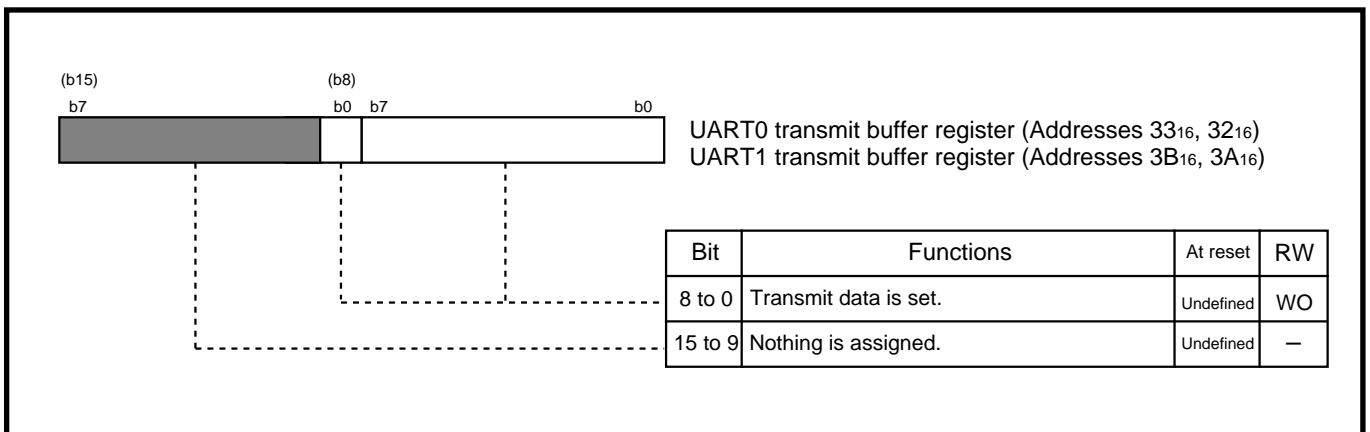 (b15) (b8)
b7 b0 b7 b0
UART0 transmit buffer register (Addresses 33₁₆, 32₁₆)
UART1 transmit buffer register (Addresses 3B₁₆, 3A₁₆)
Bit Functions At reset RW
8 to 0 Transmit data is set. Undefined WO
15 to 9 Nothing is assigned. Undefined –